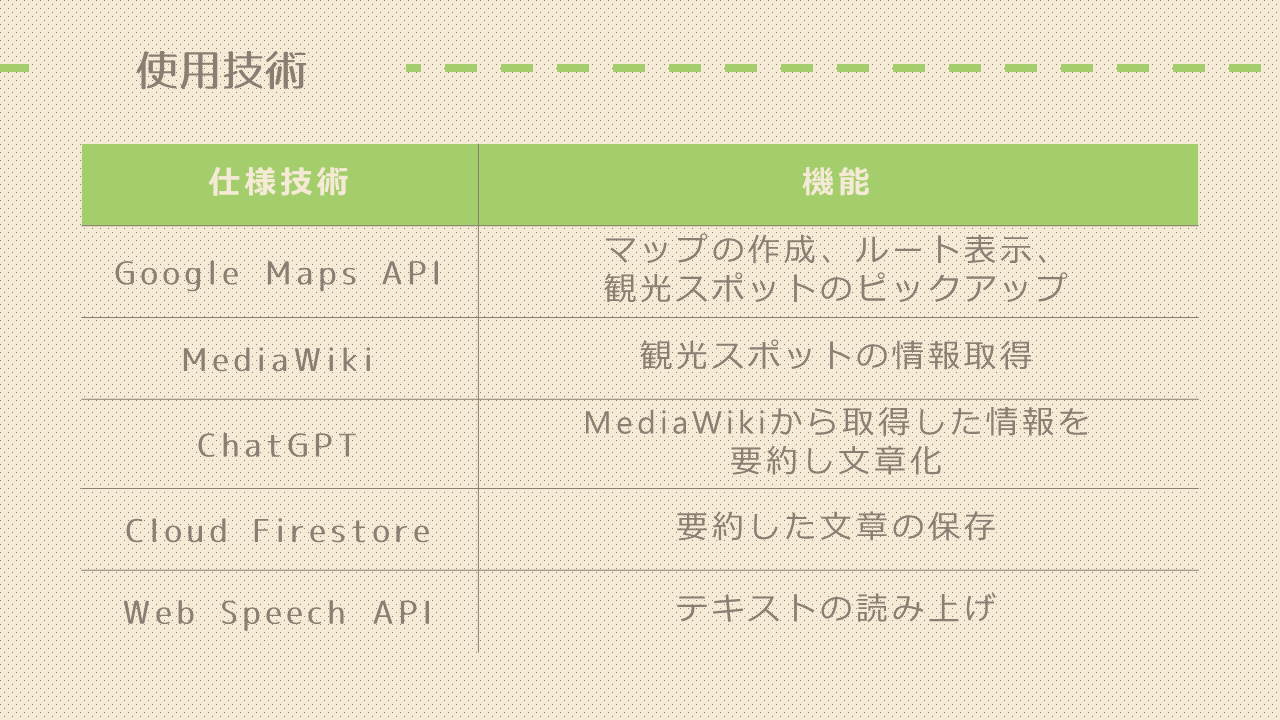 使用技術
仕様技術
機能
Google Maps API
マップの作成、ルート表示、
観光スポットのピックアップ
MediaWiki
観光スポットの情報取得
ChatGPT
MediaWikiから取得した情報を
要約し文章化
Cloud Firestore
要約した文章の保存
Web Speech API
テキストの読み上げ